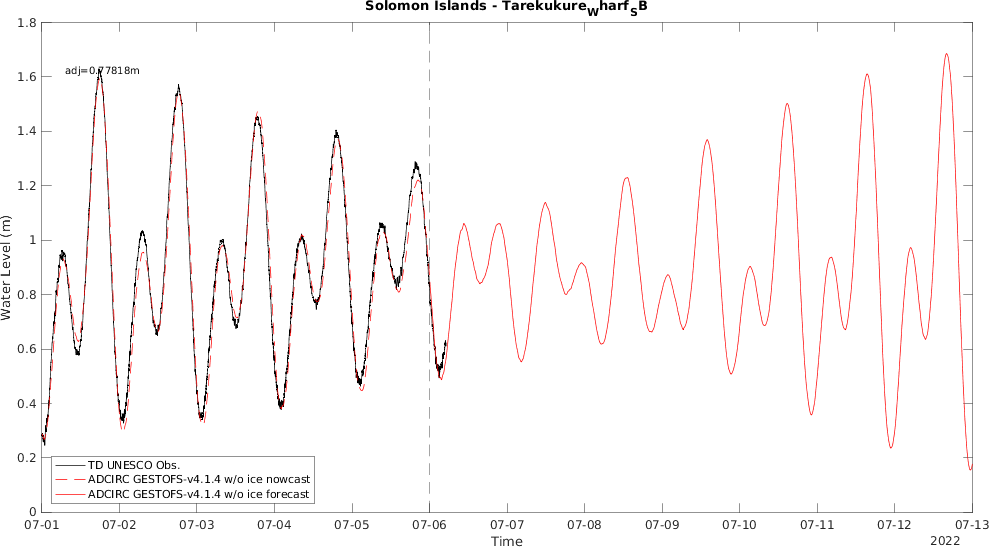 Solomon Islands - TarekukureWharfSB
adj=0.77818m
1.8
1.6
1.4
1.2
1
0.8
0.6
0.4
0.2
0
Water Level (m)
TD UNESCO Obs.
ADCIRC GESTOFS-v4.1.4 w/o ice nowcast
ADCIRC GESTOFS-v4.1.4 w/o ice forecast
07-01 07-02 07-03 07-04 07-05 07-06 07-07 07-08 07-09 07-10 07-11 07-12 07-13
Time
2022